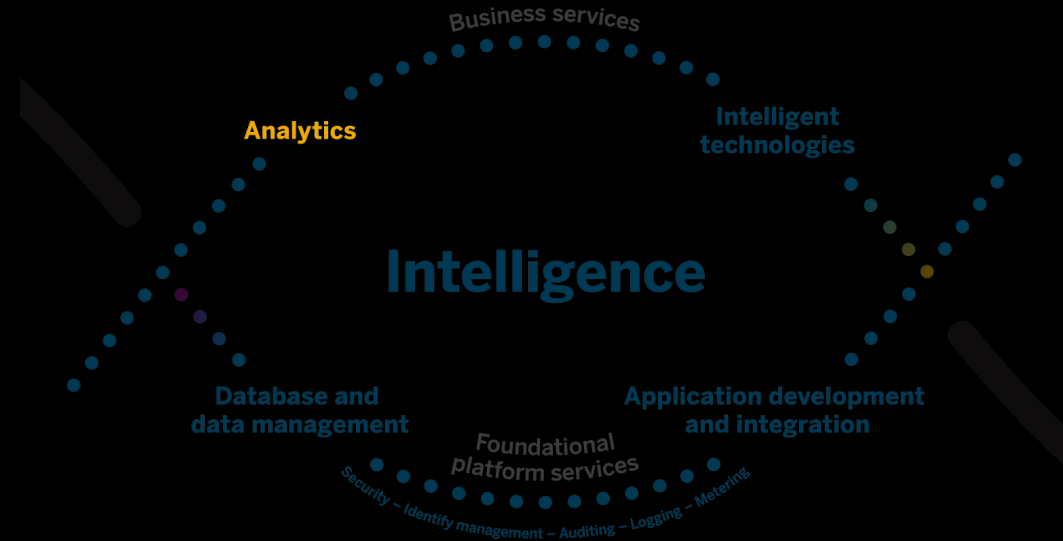 Business services
Analytics
Intelligent
technologies
Intelligence
Database and
data management
Application development
and integration
Foundational
platform services
Security – Identify management – Auditing – Logging – Metering